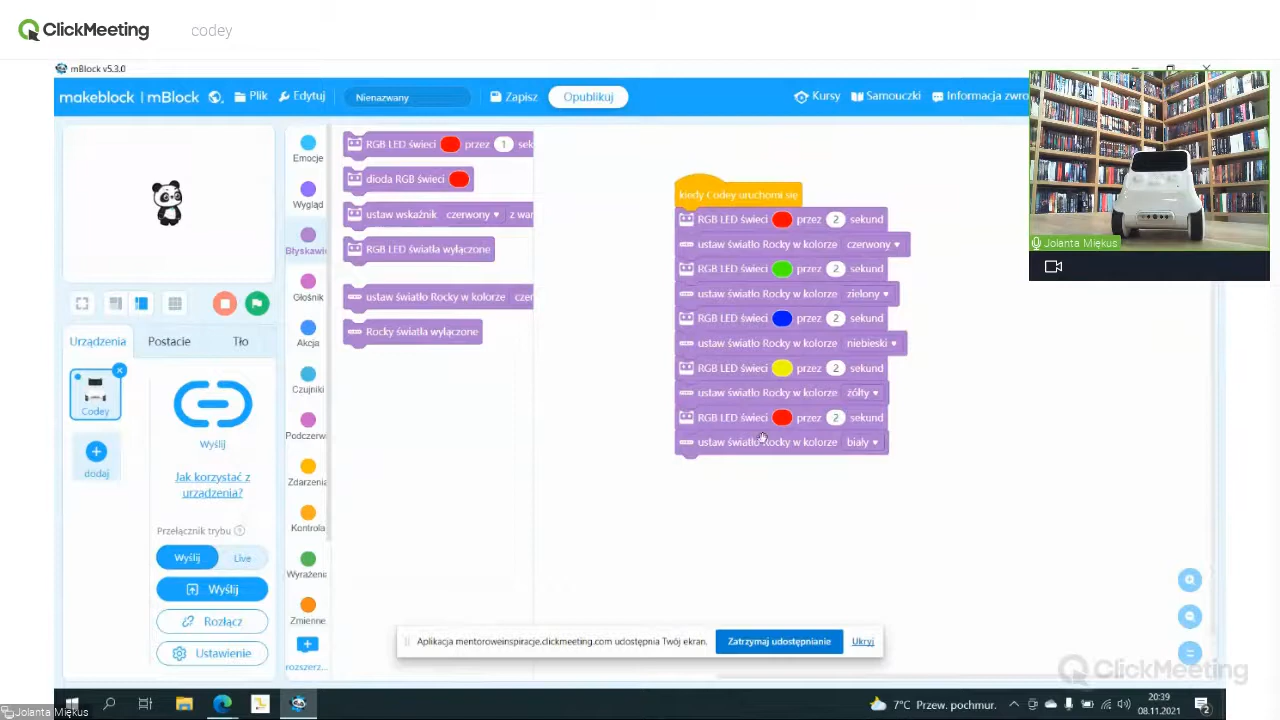 ClickMeeting codey
mBlock v5.3.0
makeblock | mBlock Plik Edytuj Nienazwany Zapisz Opublikuj Kursy Samouczki Informacja zwro
Emocje
Wygląd
Błyskawic
Głośnik
Akcja
Czujniki
Podczerw
Zdarzenia
Kontrola
Wyrażenia
Zmienne
rozszerz...
RGB LED świeci przez 1 sek
dioda RGB świeci
ustaw wskaźnik czerwony z war
RGB LED światła wyłączone
ustaw światło Rocky w kolorze czer
Rocky światła wyłączone
kiedy Codey uruchomi się
RGB LED świeci przez 2 sekund
ustaw światło Rocky w kolorze czerwony
RGB LED świeci przez 2 sekund
ustaw światło Rocky w kolorze zielony
RGB LED świeci przez 2 sekund
ustaw światło Rocky w kolorze niebieski
RGB LED świeci przez 2 sekund
ustaw światło Rocky w kolorze żółty
RGB LED świeci przez 2 sekund
ustaw światło Rocky w kolorze biały
Jolanta Miękus
Urządzenia Postacie Tło
Codey
dodaj
Wyślij
Jak korzystać z
urządzenia?
Przełącznik trybu
Wyślij Live
Wyślij
Rozłącz
Ustawienie
Aplikacja mentoroweinspiracje.clickmeeting.com udostępnia Twój ekran. Zatrzymaj udostępnianie Ukryj
ClickMeeting
7°C Przew. pochmur.
20:39
08.11.2021
2
Jolanta Miękus